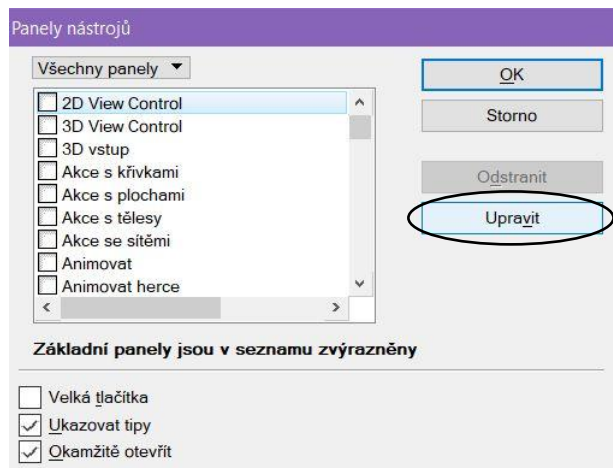 Panely nástrojů
Všechny panely
2D View Control
3D View Control
3D vstup
Akce s křivkami
Akce s plochami
Akce s tělesy
Akce se sítěmi
Animovat
Animovat herce
OK
Storno
Odstranit
Upravit
Základní panely jsou v seznamu zvýrazněny
Velká tlačítka
Ukazovat tipy
Okamžitě otevřít